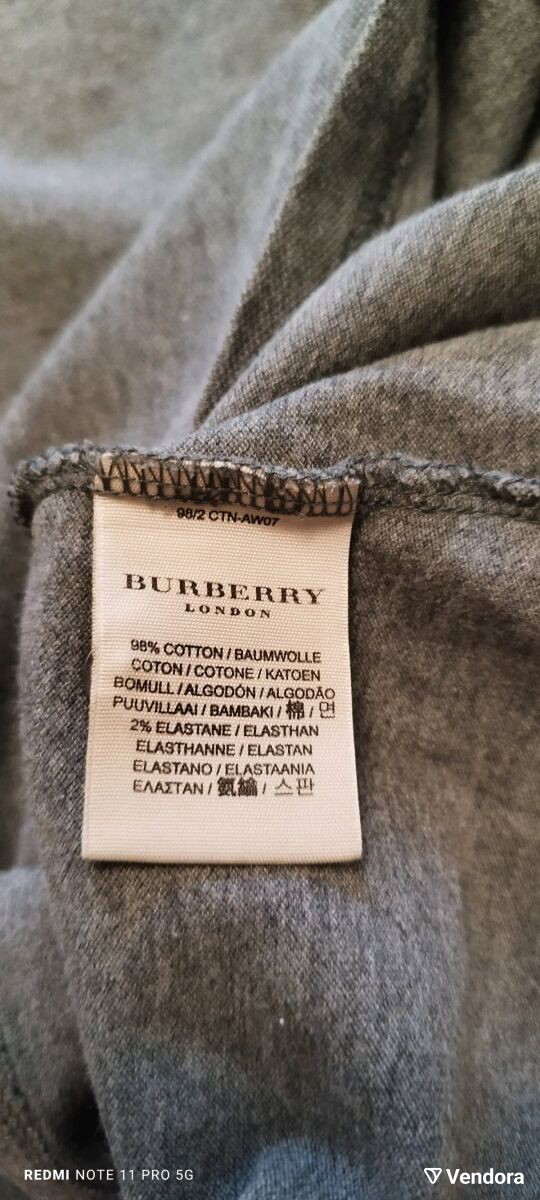 98/2 CTN-AW07
BURBERRY
LONDON
98% COTTON / BAUMWOLLE
COTON / COTONE / KATOEN
BOMULL / ALGODÓN / ALGODÃO
PUUVILLAAI / BAMBAKI / 棉 / 면
2% ELASTANE / ELASTHAN
ELASTHANNE / ELASTAN
ELASTANO / ELASTAANIA
ΕΛΑΣΤΑΝ / 氨綸 / 스판
REDMI NOTE 11 PRO 5G
Vendora